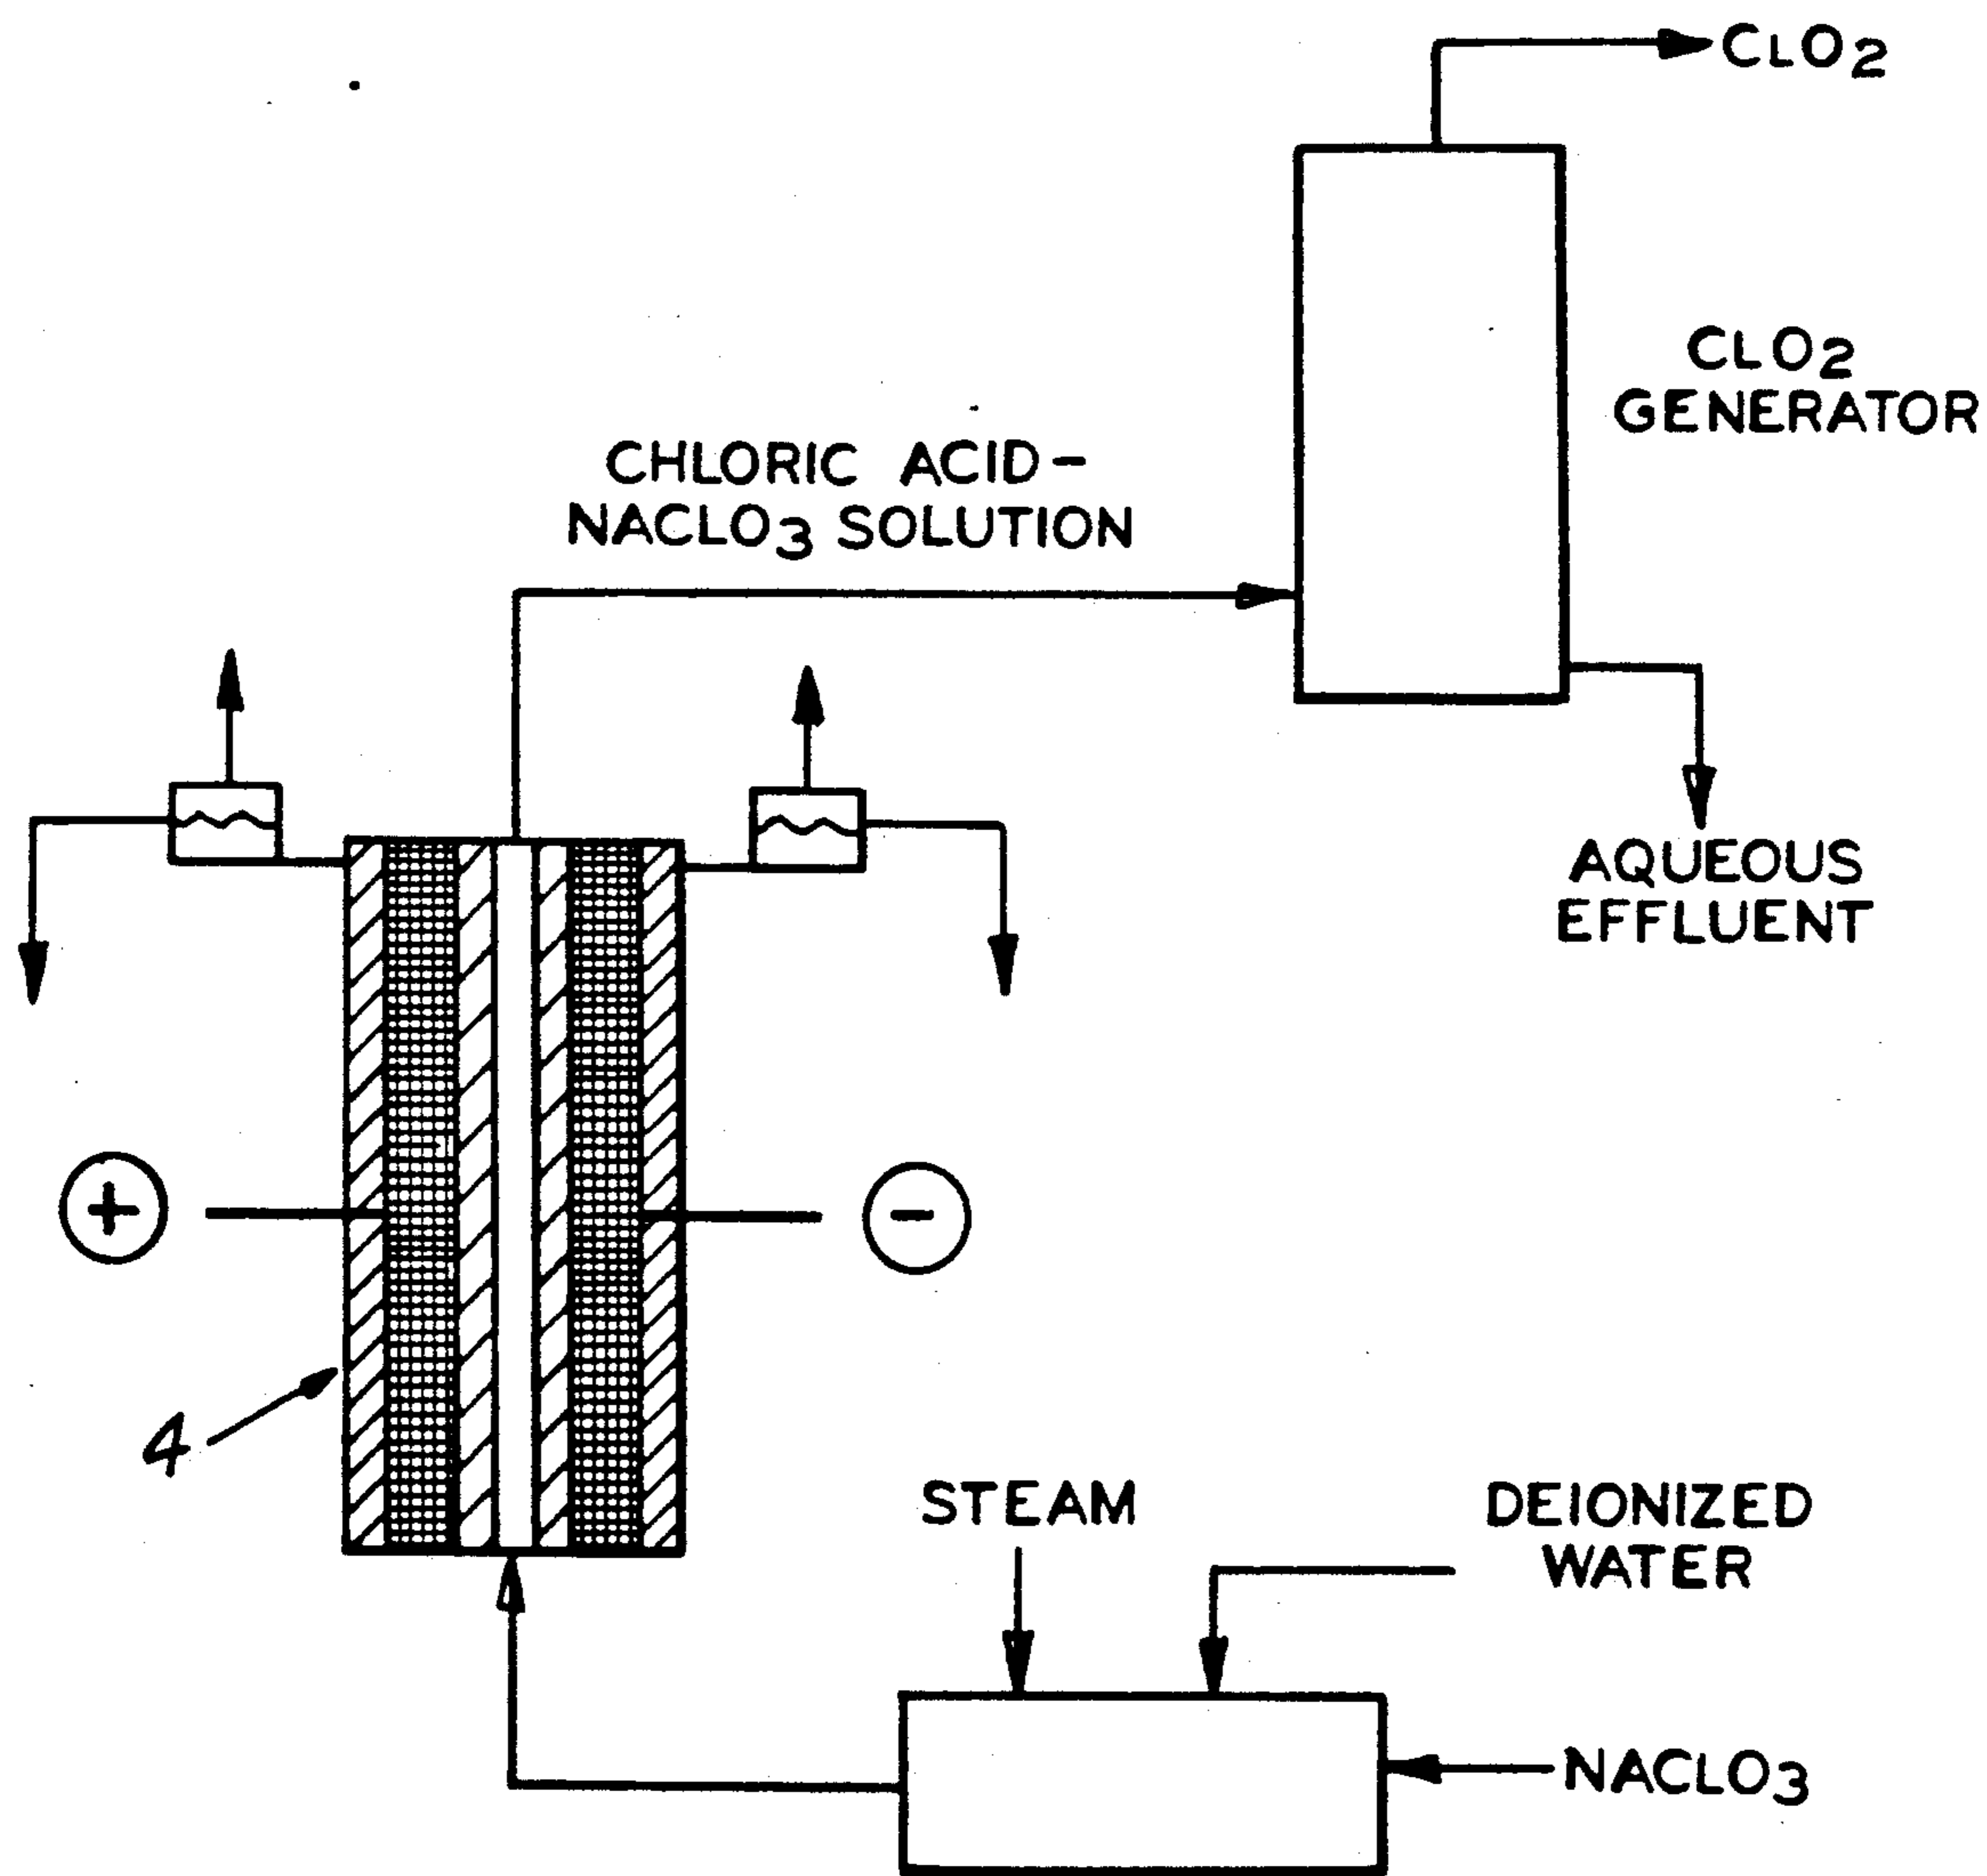 CLO2
CLO2
GENERATOR
CHLORIC ACID-
NACLO3 SOLUTION
AQUEOUS
EFFLUENT
+
-
4
STEAM
DEIONIZED
WATER
NACLO3